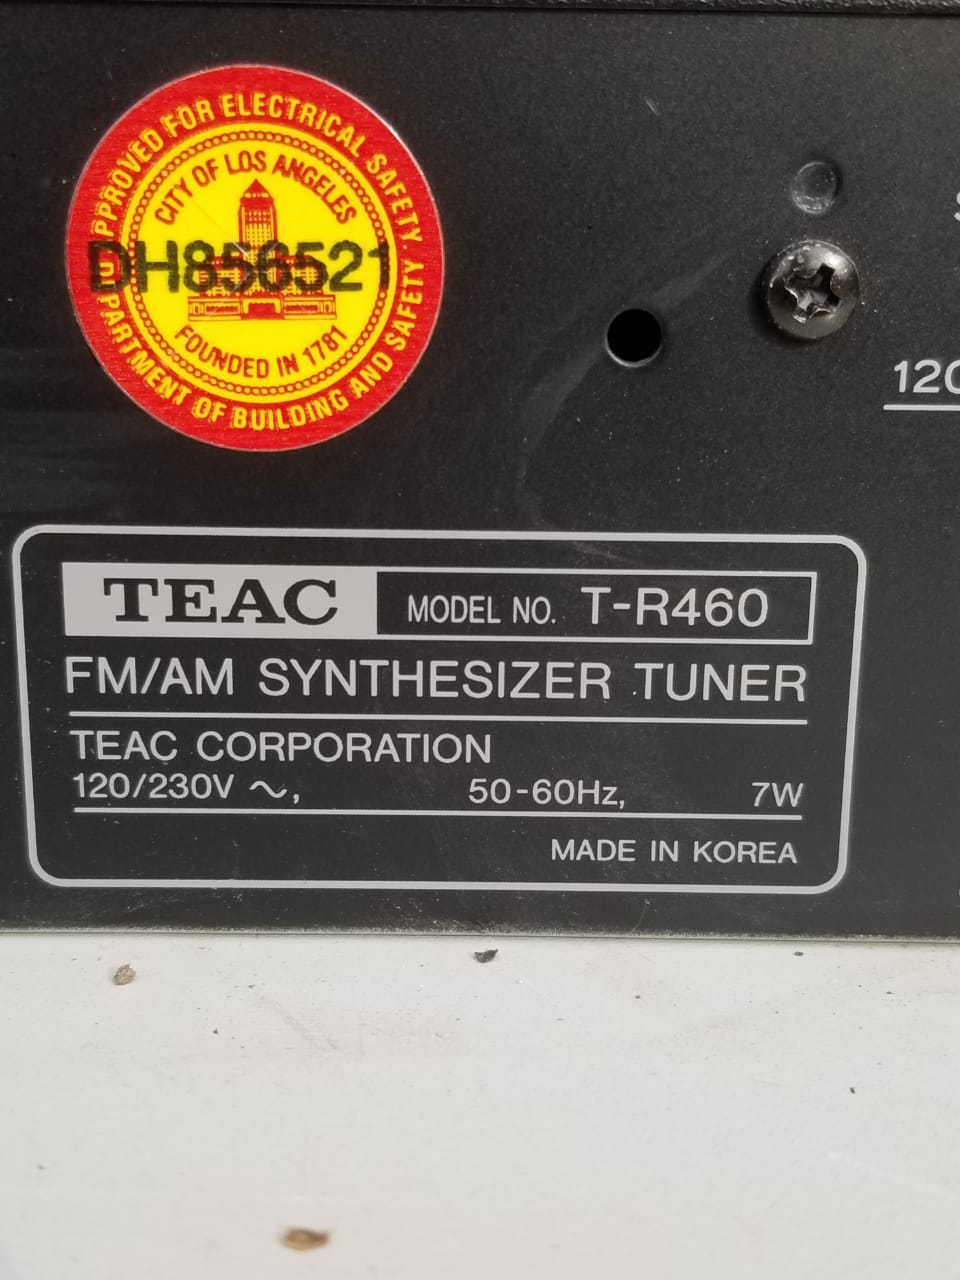 APPROVED FOR ELECTRICAL SAFETY
CITY OF LOS ANGELES
DH856521
FOUNDED IN 1781
DEPARTMENT OF BUILDING AND SAFETY
TEAC MODEL NO. T-R460
FM/AM SYNTHESIZER TUNER
TEAC CORPORATION
120/230V ~, 50-60Hz, 7W
MADE IN KOREA